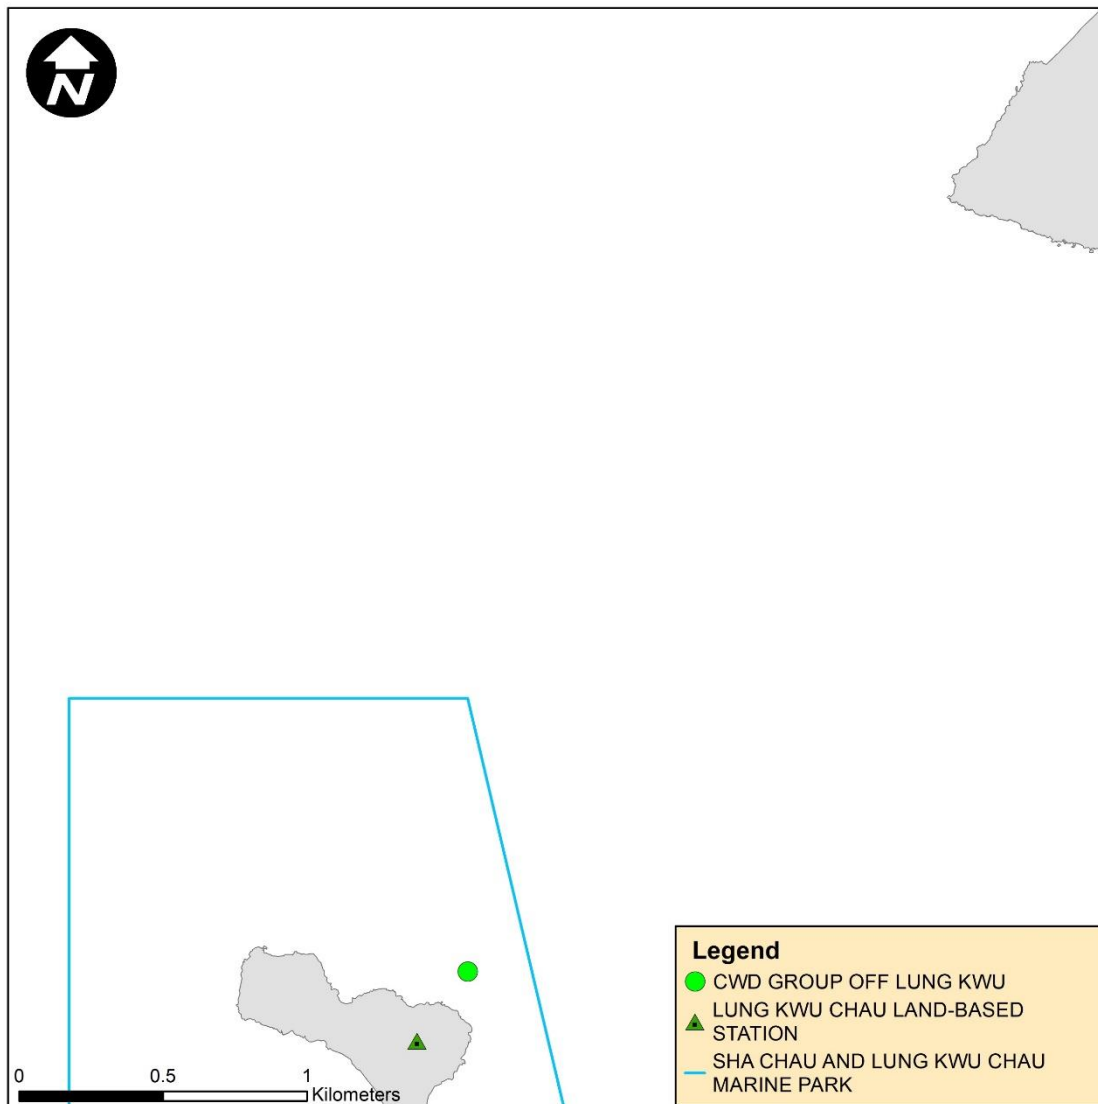 N
Legend
CWD GROUP OFF LUNG KWU
LUNG KWU CHAU LAND-BASED
STATION
SHA CHAU AND LUNG KWU CHAU
MARINE PARK
0 0.5 1
Kilometers